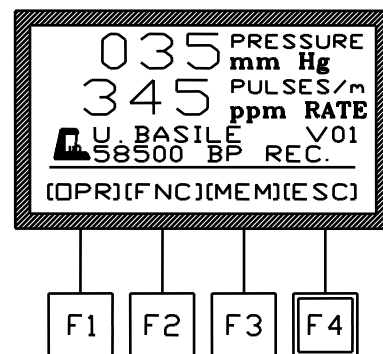 035 PRESSURE
mm Hg
345 PULSES/m
ppm RATE
U. BASILE V01
58500 BP REC.
[OPR][FNC][MEM][ESC]
F1 F2 F3 F4